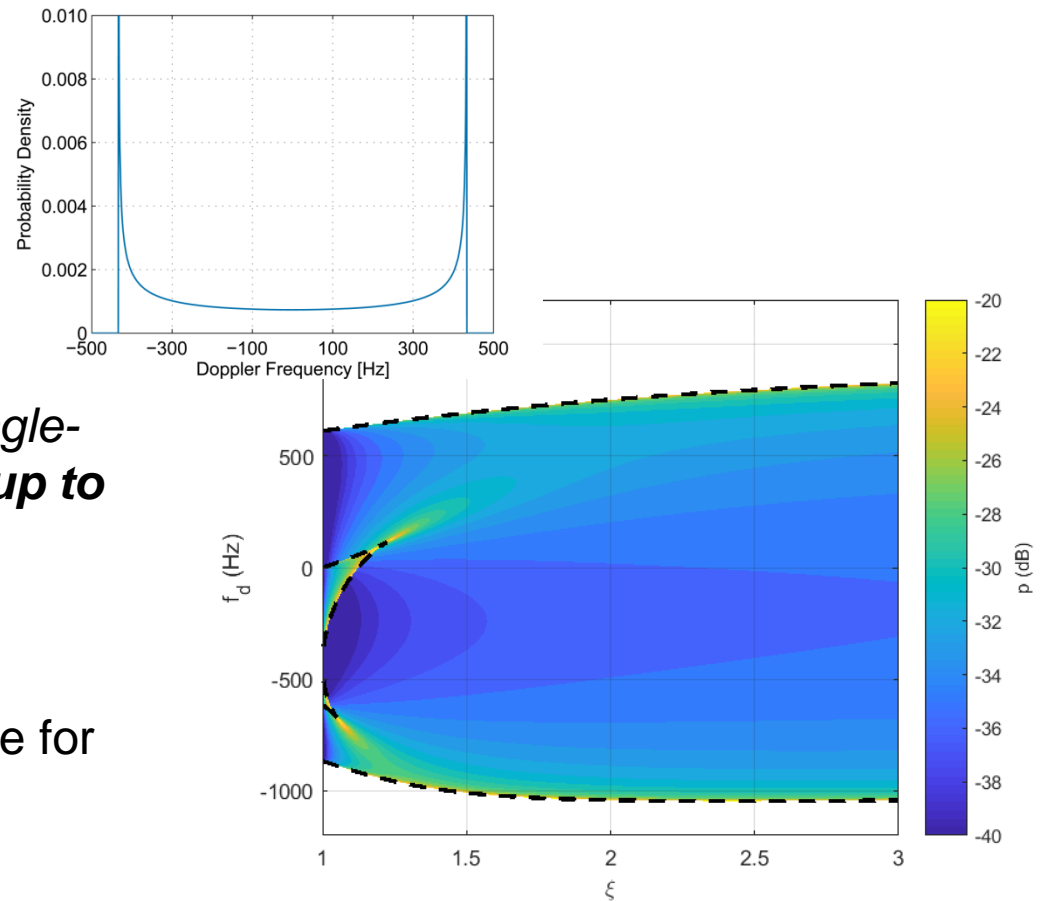 0.010
0.008
0.006
0.004
0.002
0
Probability Density
−500 −300 −100 100 300 500
Doppler Frequency [Hz]
ngle-
up to
e for
500
0
-500
-1000
f_d (Hz)
1 1.5 2 2.5 3
ξ
-20
-22
-24
-26
-28
-30
-32
-34
-36
-38
-40
p (dB)